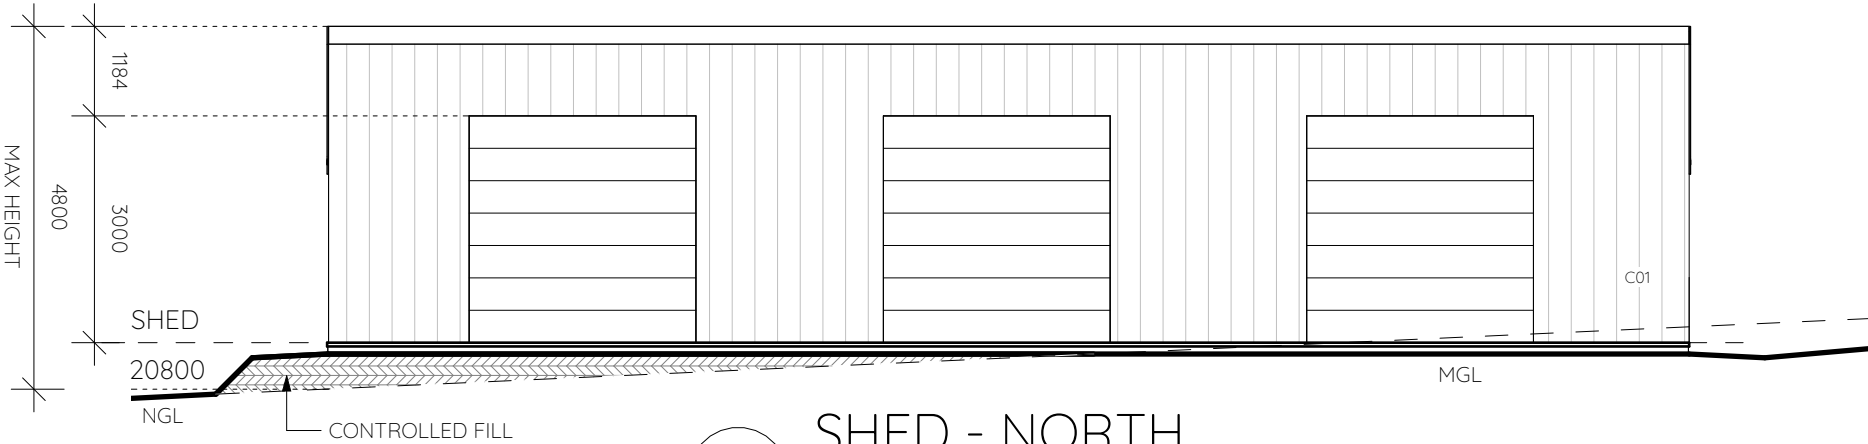 1184
MAX HEIGHT
4800
3000
SHED
20800
NGL
CONTROLLED FILL
C01
MGL
SHED - NORTH